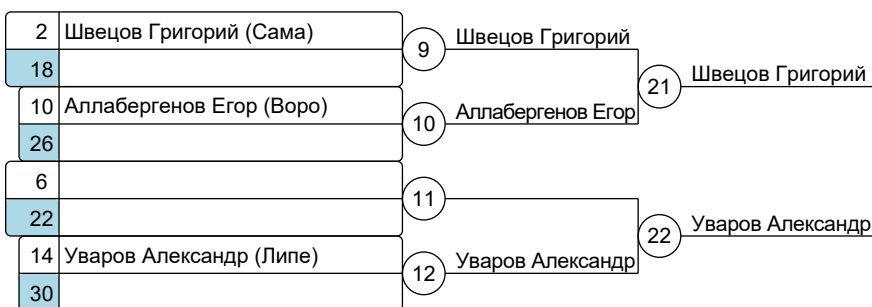 2 Швецов Григорий (Сама)
9 Швецов Григорий
18
21 Швецов Григорий
10 Аллабергенов Егор (Воро)
10 Аллабергенов Егор
26
6
11
22
22 Уваров Александр
14 Уваров Александр (Липе)
12 Уваров Александр
30